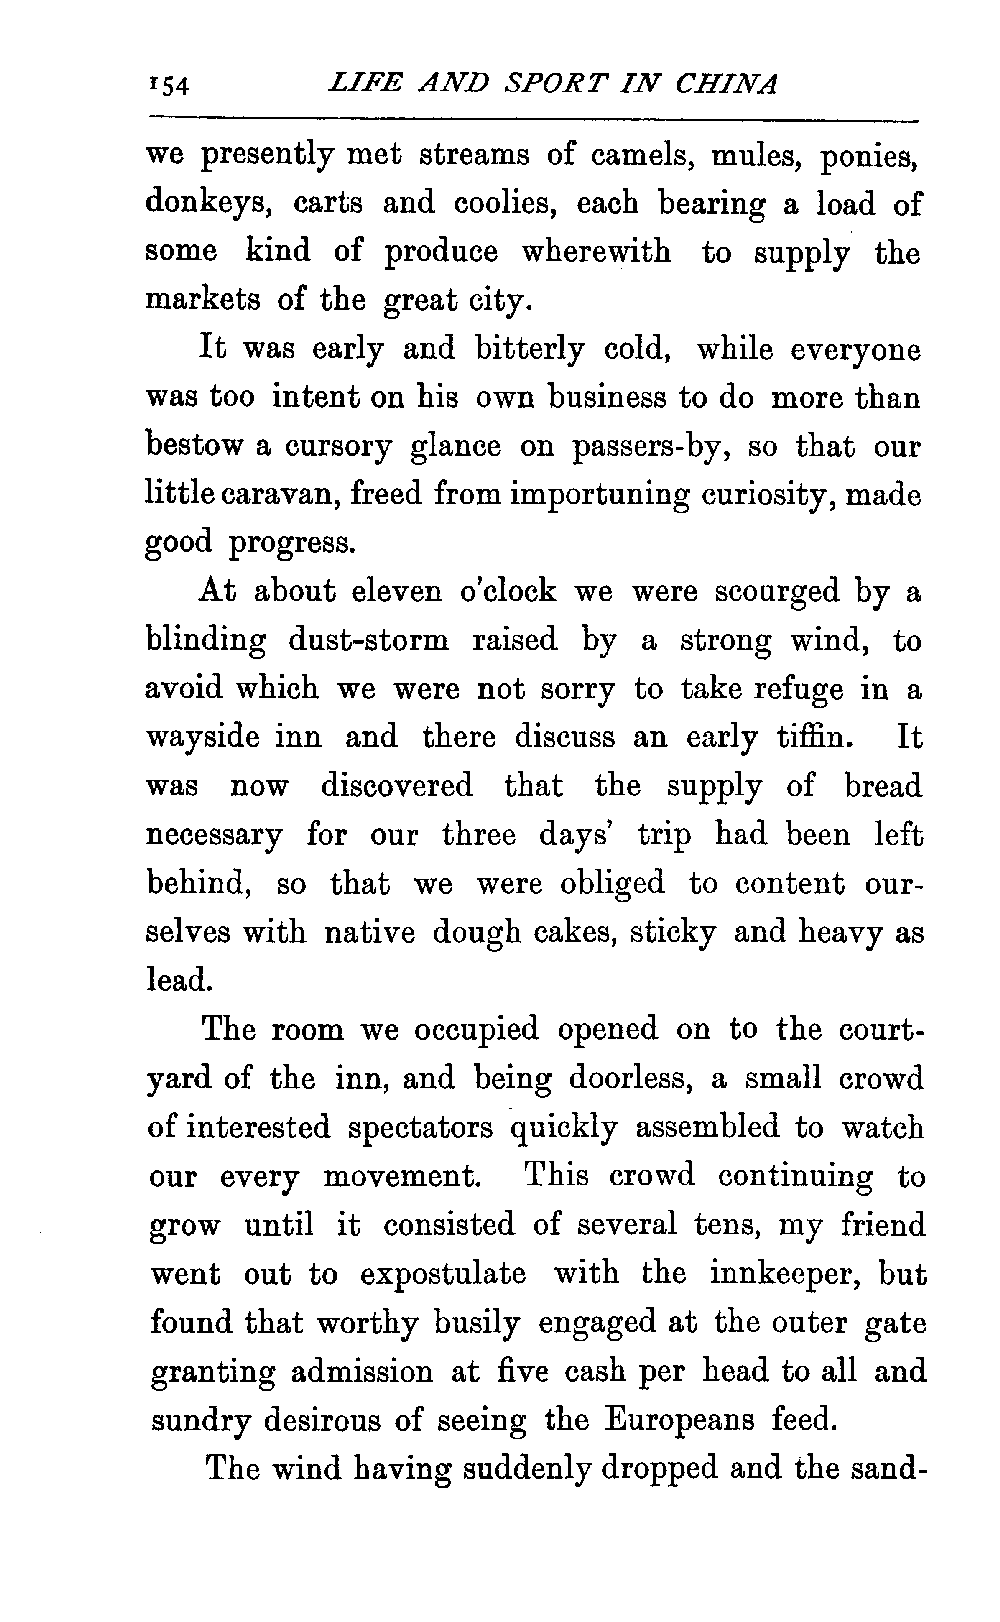 154 LIFE AND SPORT IN CHINA
we presently met streams of camels, mules, ponies,
donkeys, carts and coolies, each bearing a load of
some kind of produce wherewith to supply the
markets of the great city.
It was early and bitterly cold, while everyone
was too intent on his own business to do more than
bestow a cursory glance on passers-by, so that our
little caravan, freed from importuning curiosity, made
good progress.
At about eleven o'clock we were scourged by a
blinding dust-storm raised by a strong wind, to
avoid which we were not sorry to take refuge in a
wayside inn and there discuss an early tiffin. It
was now discovered that the supply of bread
necessary for our three days' trip had been left
behind, so that we were obliged to content our-
selves with native dough cakes, sticky and heavy as
lead.
The room we occupied opened on to the court-
yard of the inn, and being doorless, a small crowd
of interested spectators quickly assembled to watch
our every movement. This crowd continuing to
grow until it consisted of several tens, my friend
went out to expostulate with the innkeeper, but
found that worthy busily engaged at the outer gate
granting admission at five cash per head to all and
sundry desirous of seeing the Europeans feed.
The wind having suddenly dropped and the sand-